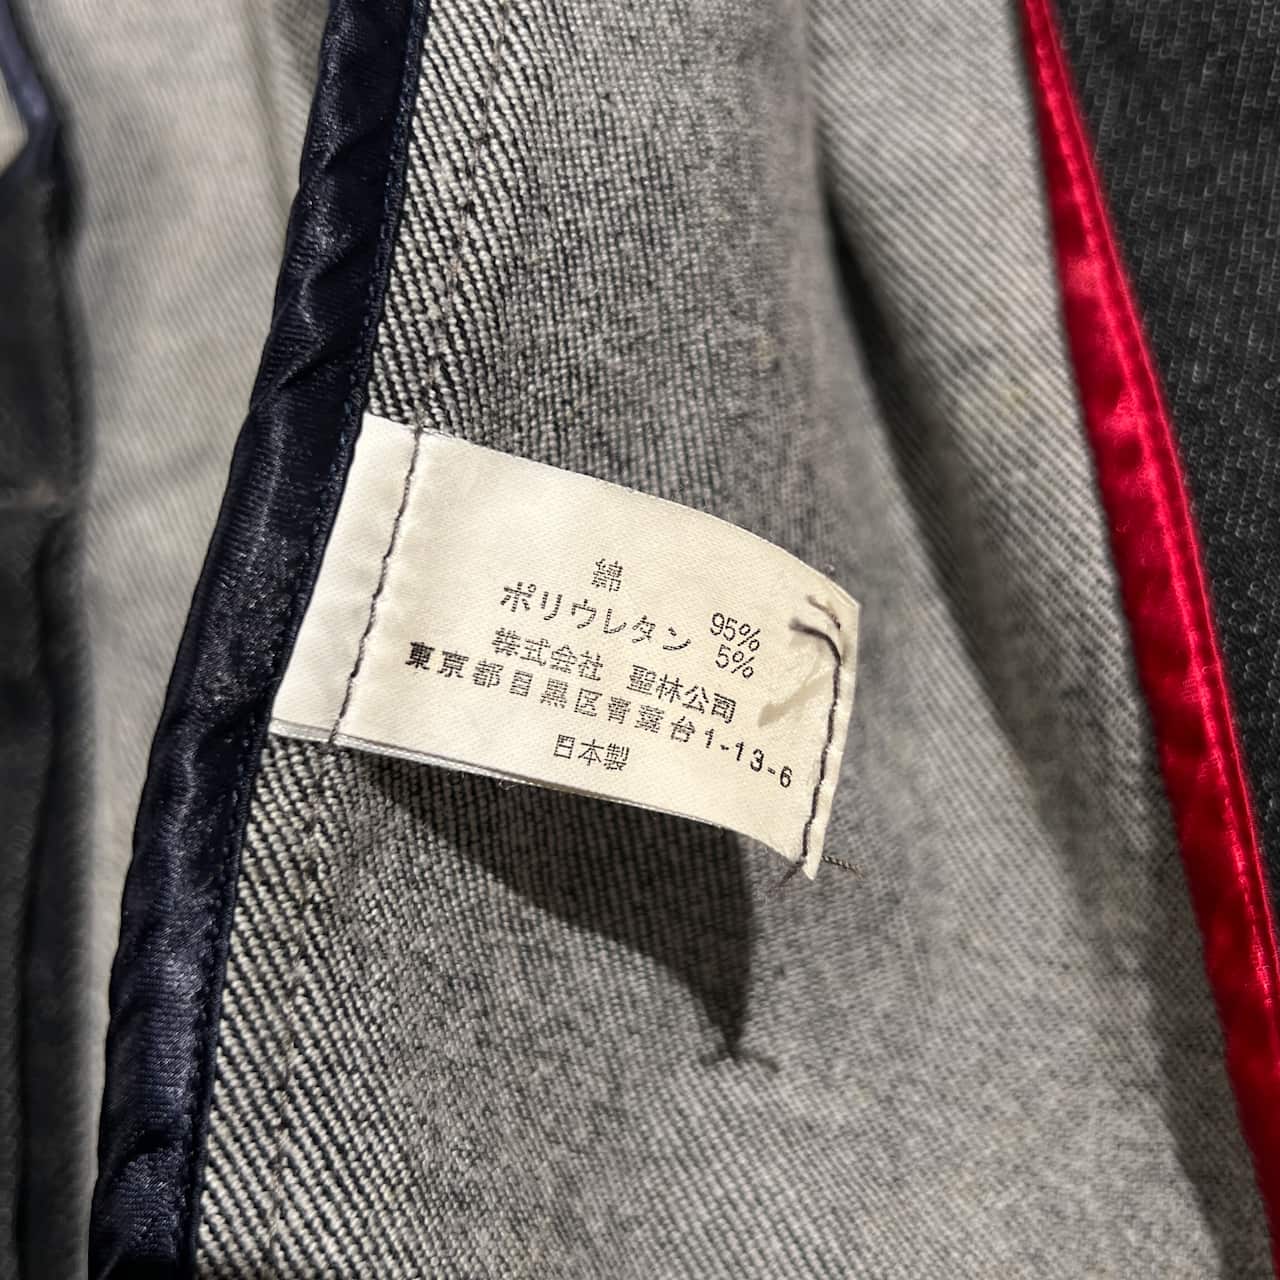 綿 95%
ポリウレタン 5%
株式会社 聖林公司
東京都目黒区青葉台1-13-6
日本製